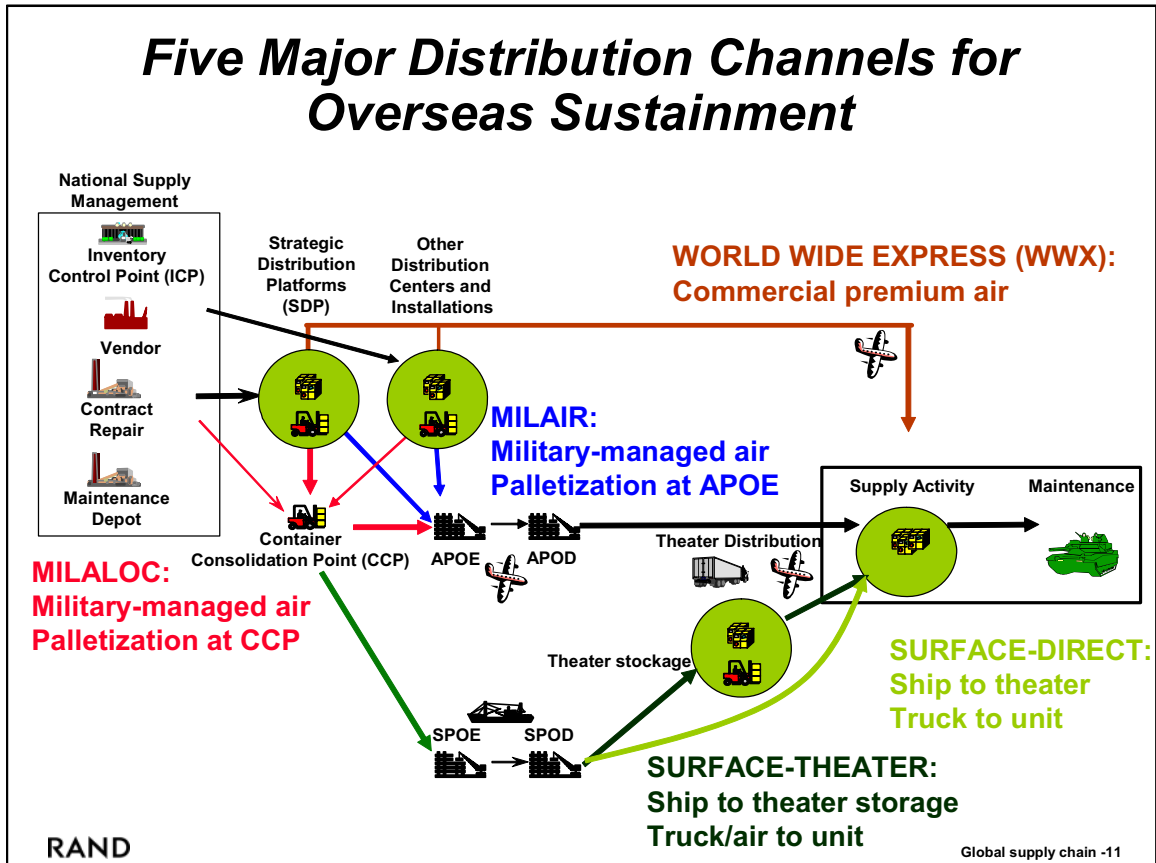 Five Major Distribution Channels for
Overseas Sustainment
National Supply
Management
Inventory
Control Point (ICP)
Vendor
Contract
Repair
Maintenance
Depot
Strategic
Distribution
Platforms
(SDP)
Other
Distribution
Centers and
Installations
WORLD WIDE EXPRESS (WWX):
Commercial premium air
MILAIR:
Military-managed air
Palletization at APOE
Supply Activity
Maintenance
Container
Consolidation Point (CCP)
APOE
APOD
Theater Distribution
MILALOC:
Military-managed air
Palletization at CCP
Theater stockage
SURFACE-DIRECT:
Ship to theater
Truck to unit
SPOE
SPOD
SURFACE-THEATER:
Ship to theater storage
Truck/air to unit
RAND
Global supply chain -11